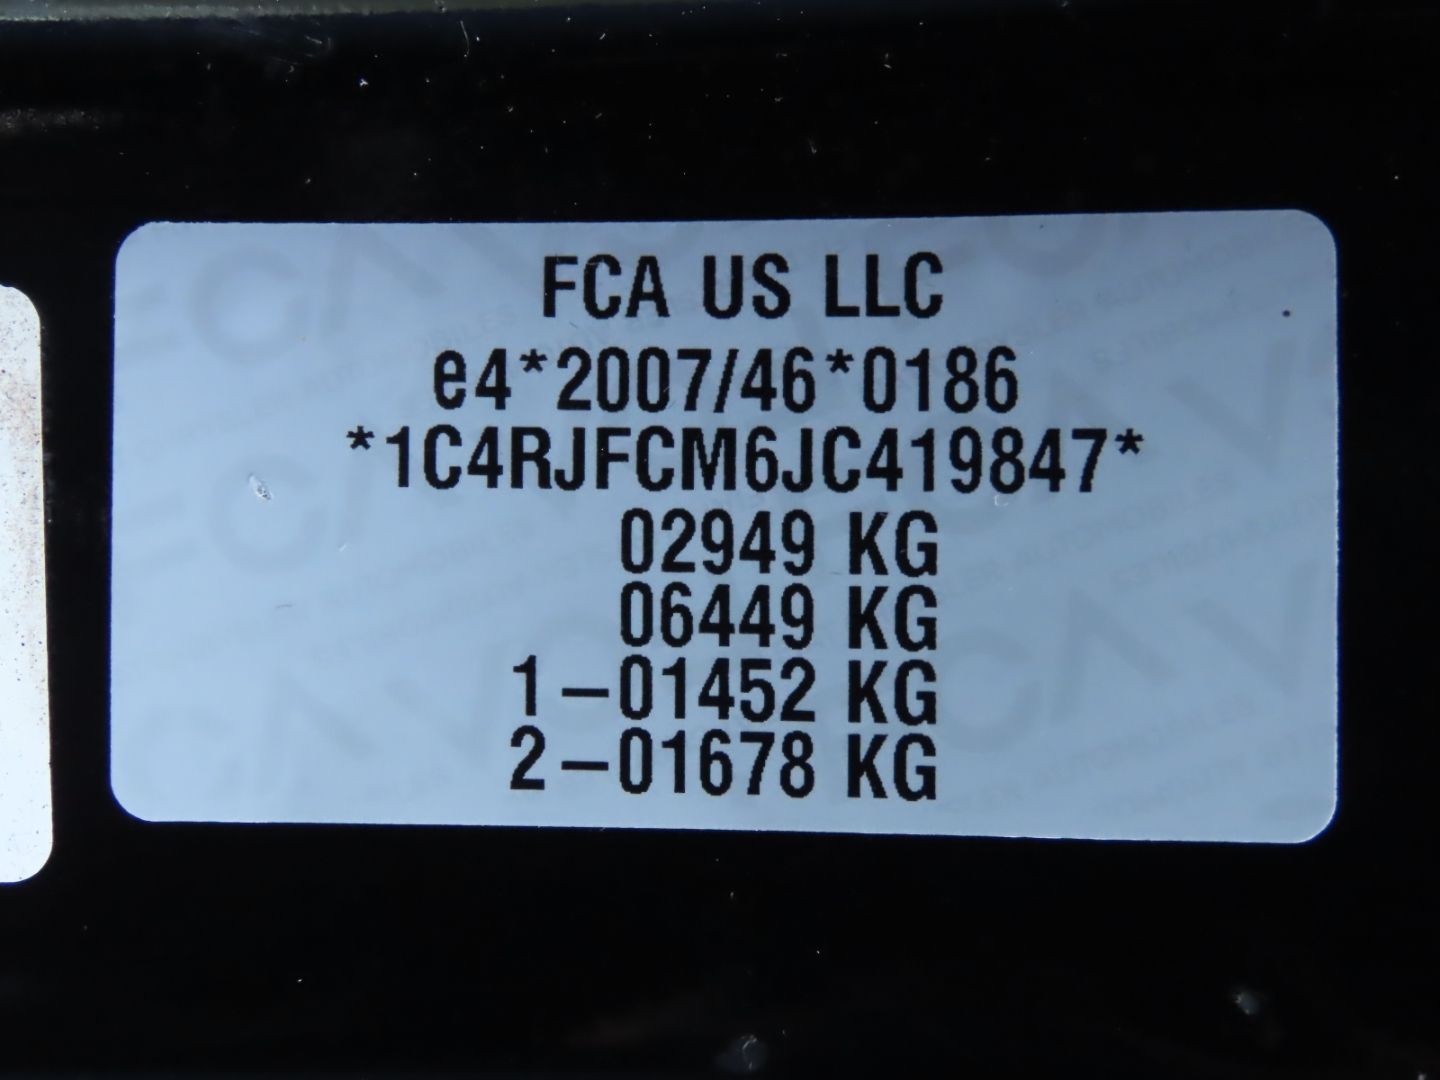 FCA US LLC
e4*2007/46*0186
*1C4RJFCM6JC419847*
02949 KG
06449 KG
1-01452 KG
2-01678 KG